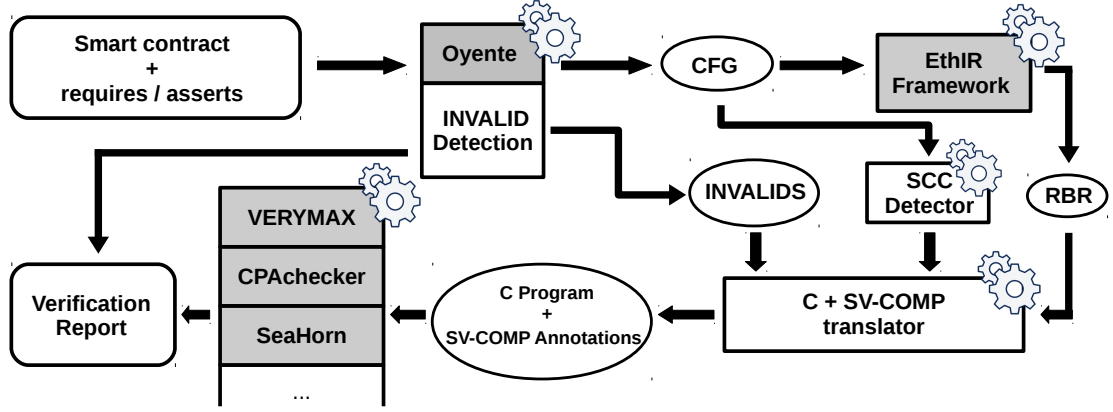 Smart contract
+
requires / asserts
Oyente
INVALID
Detection
CFG
EthIR
Framework
INVALIDS
SCC
Detector
RBR
VERYMAX
CPAchecker
SeaHorn
...
Verification
Report
C Program
+
SV-COMP Annotations
C + SV-COMP
translator